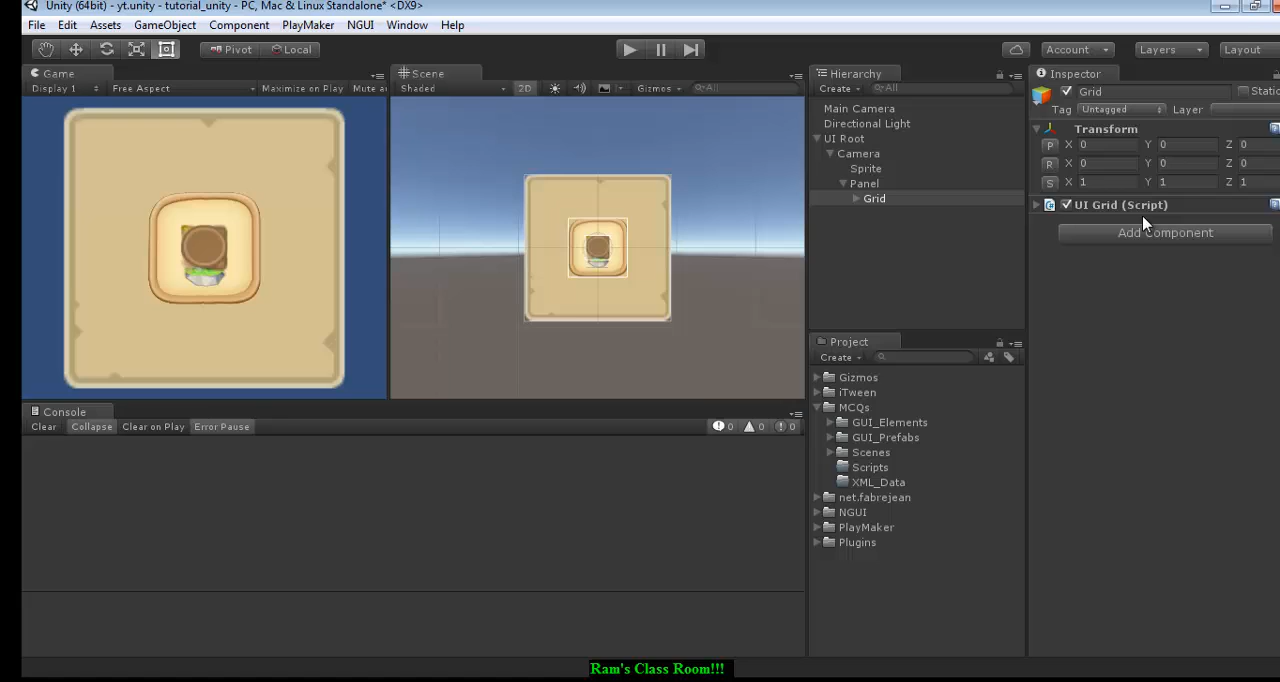 Unity (64bit) - yt.unity - tutorial_unity - PC, Mac & Linux Standalone* <DX9>
File Edit Assets GameObject Component PlayMaker NGUI Window Help
Pivot Local Account Layers Layout
Game
Display 1 Free Aspect Maximize on Play Mute a
Scene
Shaded 2D Gizmos All
Hierarchy
Create All
Main Camera
Directional Light
UI Root
Camera
Sprite
Panel
Grid
Inspector
Grid Static
Tag Untagged Layer
Transform
P X 0 Y 0 Z 0
R X 0 Y 0 Z 0
S X 1 Y 1 Z 1
UI Grid (Script)
Add Component
Project
Create
Gizmos
iTween
MCQs
GUI_Elements
GUI_Prefabs
Scenes
Scripts
XML_Data
net.fabrejean
NGUI
PlayMaker
Plugins
Console
Clear Collapse Clear on Play Error Pause 0 0 0
Ram's Class Room!!!